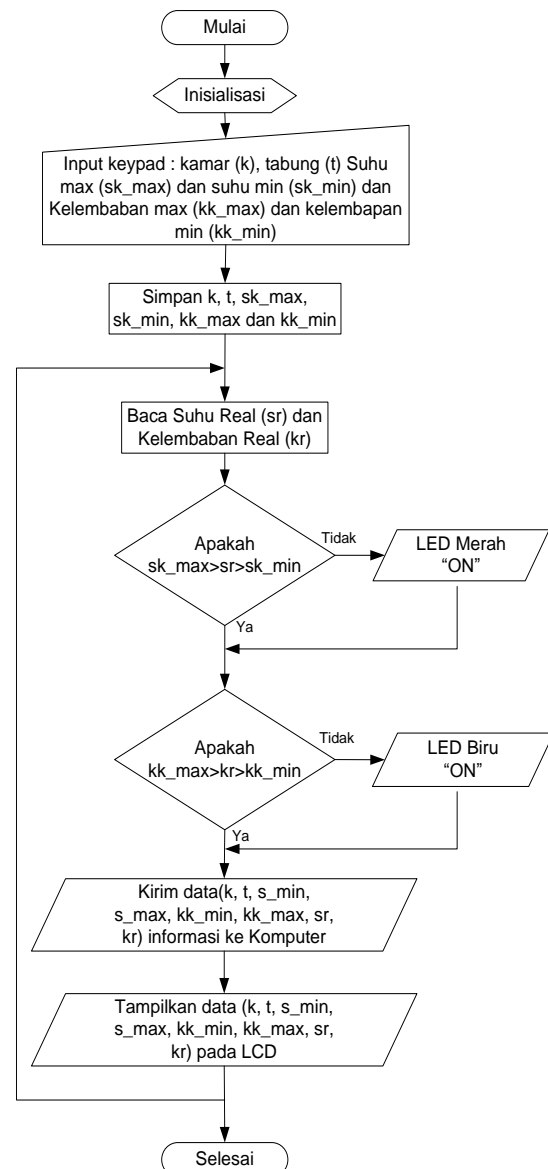 Mulai
Inisialisasi
Input keypad : kamar (k), tabung (t) Suhu
max (sk_max) dan suhu min (sk_min) dan
Kelembaban max (kk_max) dan kelembapan
min (kk_min)
Simpan k, t, sk_max,
sk_min, kk_max dan kk_min
Baca Suhu Real (sr) dan
Kelembaban Real (kr)
Apakah
sk_max>sr>sk_min
Tidak
LED Merah
“ON”
Ya
Apakah
kk_max>kr>kk_min
Tidak
LED Biru
“ON”
Ya
Kirim data(k, t, s_min,
s_max, kk_min, kk_max, sr,
kr) informasi ke Komputer
Tampilkan data (k, t, s_min,
s_max, kk_min, kk_max, sr,
kr) pada LCD
Selesai